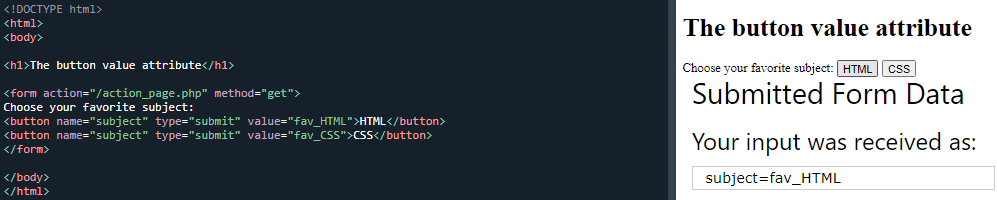 <!DOCTYPE html>
<html>
<body>
<h1>The button value attribute</h1>
<form action="/action_page.php" method="get">
Choose your favorite subject:
<button name="subject" type="submit" value="fav_HTML">HTML</button>
<button name="subject" type="submit" value="fav_CSS">CSS</button>
</form>
</body>
</html>
The button value attribute
Choose your favorite subject: HTML CSS
Submitted Form Data
Your input was received as:
subject=fav_HTML